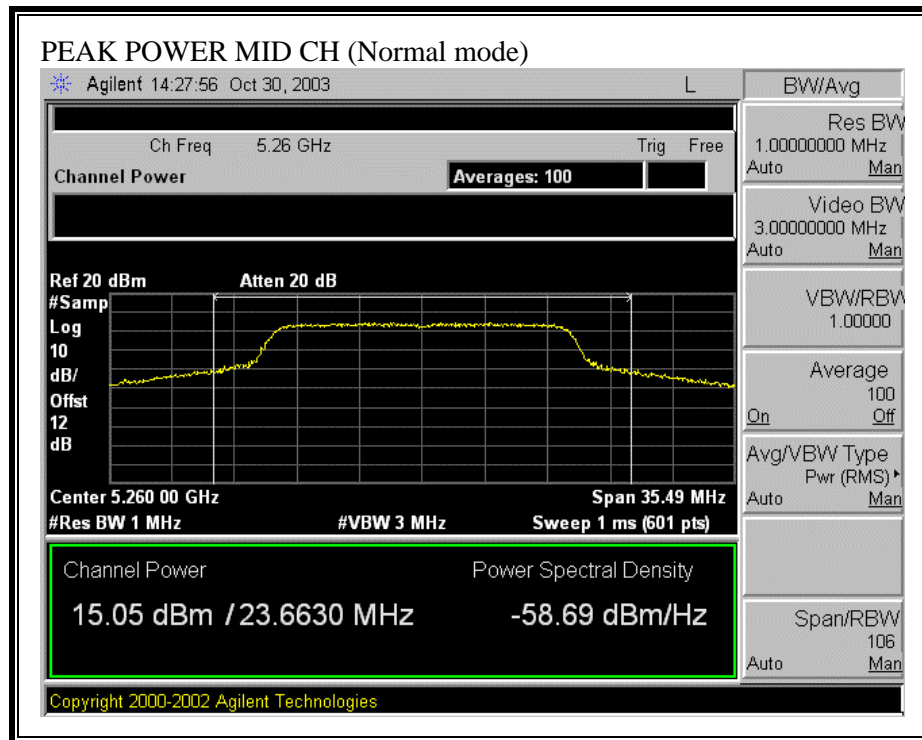 PEAK POWER MID CH (Normal mode)
Agilent 14:27:56 Oct 30, 2003 L
Ch Freq 5.26 GHz Trig Free
Channel Power Averages: 100
Ref 20 dBm Atten 20 dB
#Samp
Log
10
dB/
Offst
12
dB
Center 5.260 00 GHz Span 35.49 MHz
#Res BW 1 MHz #VBW 3 MHz Sweep 1 ms (601 pts)
Channel Power Power Spectral Density
15.05 dBm / 23.6630 MHz -58.69 dBm/Hz
Copyright 2000-2002 Agilent Technologies
BW/Avg
Res BW
1.00000000 MHz
Auto Man
Video BW
3.00000000 MHz
Auto Man
VBW/RBW
1.00000
Average
100
On Off
Avg/VBW Type
Pwr (RMS)
Auto Man
Span/RBW
106
Auto Man